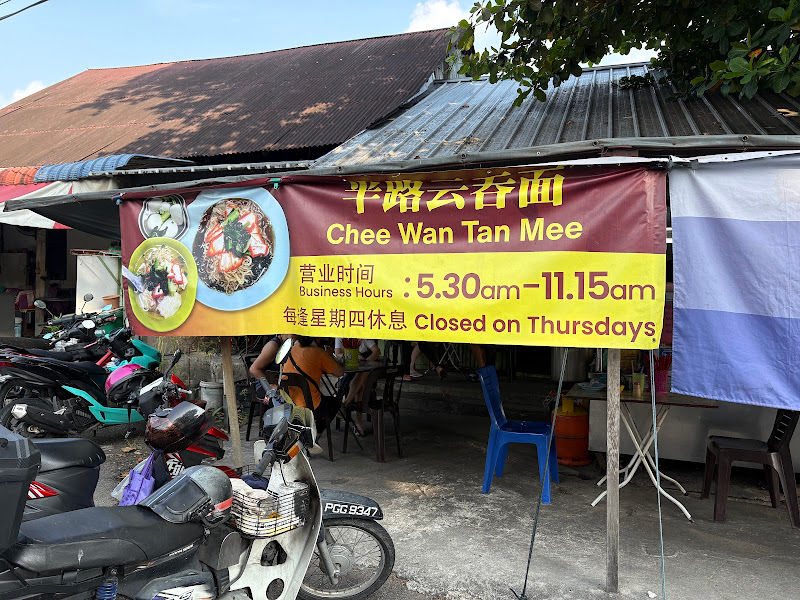 平路云吞面
Chee Wan Tan Mee
营业时间
Business Hours
: 5.30am-11.15am
每逢星期四休息 Closed on Thursdays
PGG 9347